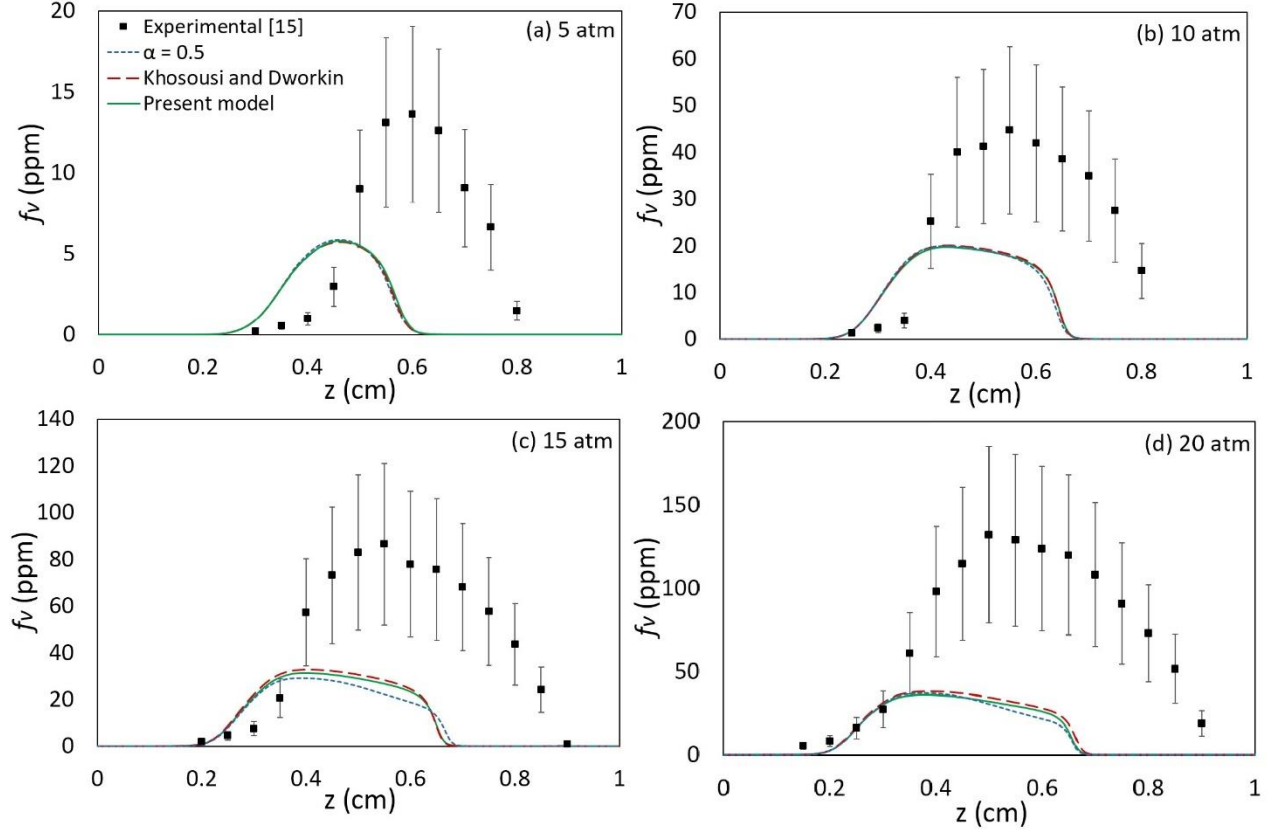 (a) 5 atm
Experimental [15]
α = 0.5
Khosousi and Dworkin
Present model
fv (ppm)
20
15
10
5
0
0 0.2 0.4 0.6 0.8 1
z (cm)
(b) 10 atm
fv (ppm)
70
60
50
40
30
20
10
0
0 0.2 0.4 0.6 0.8 1
z (cm)
(c) 15 atm
fv (ppm)
140
120
100
80
60
40
20
0
0 0.2 0.4 0.6 0.8 1
z (cm)
(d) 20 atm
fv (ppm)
200
150
100
50
0
0 0.2 0.4 0.6 0.8 1
z (cm)